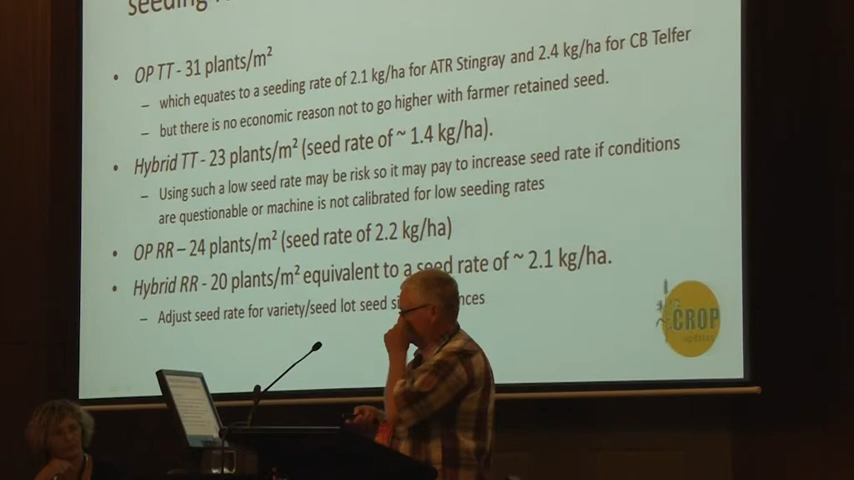 seeding
• OP TT - 31 plants/m²
– which equates to a seeding rate of 2.1 kg/ha for ATR Stingray and 2.4 kg/ha for CB Telfer
– but there is no economic reason not to go higher with farmer retained seed.
• Hybrid TT - 23 plants/m² (seed rate of ~ 1.4 kg/ha).
– Using such a low seed rate may be risk so it may pay to increase seed rate if conditions
are questionable or machine is not calibrated for low seeding rates
• OP RR – 24 plants/m² (seed rate of 2.2 kg/ha)
• Hybrid RR - 20 plants/m² equivalent to a seed rate of ~ 2.1 kg/ha.
– Adjust seed rate for variety/seed lot seed
CROP
updates